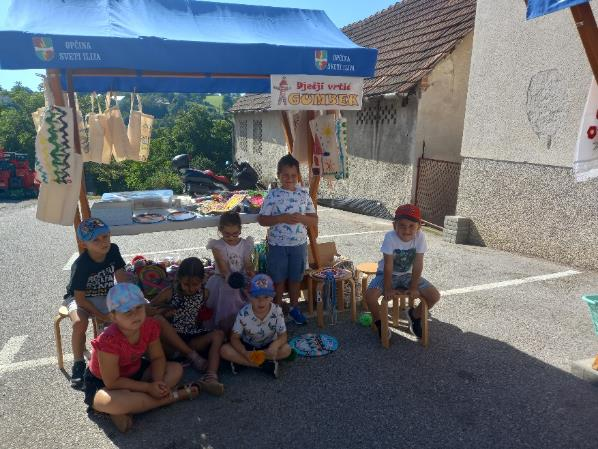 OPĆINA
SVETI ILIJA
OPĆINA
SVETI ILIJA
Dječji vrtić
GUMBEK